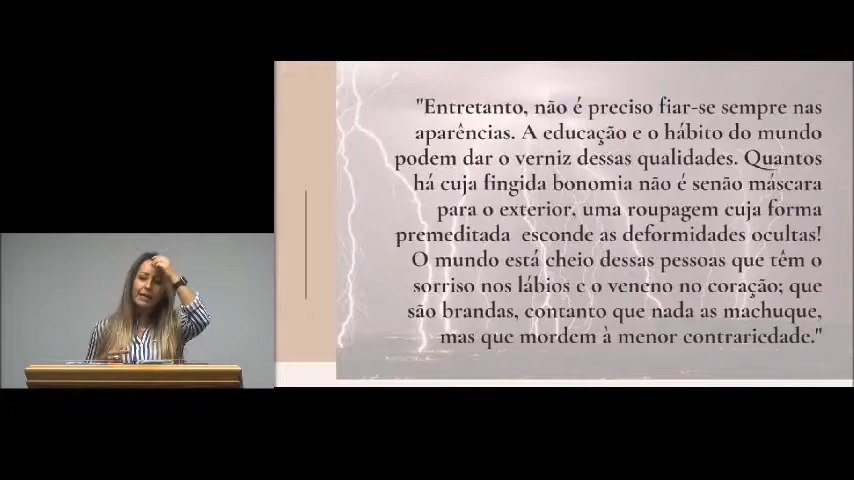 "Entretanto, não é preciso fiar-se sempre nas
aparências. A educação e o hábito do mundo
podem dar o verniz dessas qualidades. Quantos
há cuja fingida bonomia não é senão máscara
para o exterior, uma roupagem cuja forma
premeditada esconde as deformidades ocultas!
O mundo está cheio dessas pessoas que têm o
sorriso nos lábios e o veneno no coração; que
são brandas, contanto que nada as machuque,
mas que mordem à menor contrariedade."